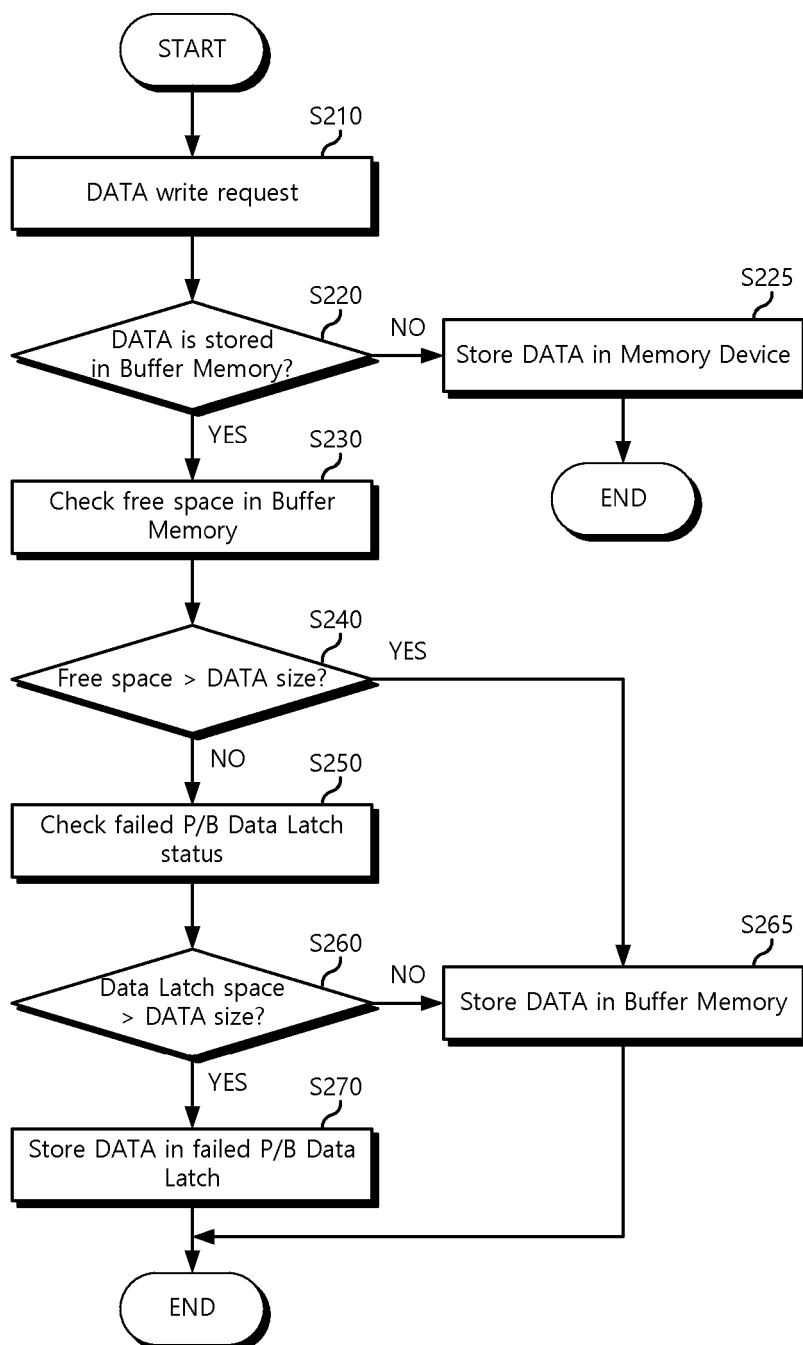 START
S210
DATA write request
S220
DATA is stored
in Buffer Memory?
NO
S225
Store DATA in Memory Device
END
YES
S230
Check free space in Buffer
Memory
S240
Free space > DATA size?
YES
NO
S250
Check failed P/B Data Latch
status
S260
Data Latch space
> DATA size?
NO
S265
Store DATA in Buffer Memory
YES
S270
Store DATA in failed P/B Data
Latch
END